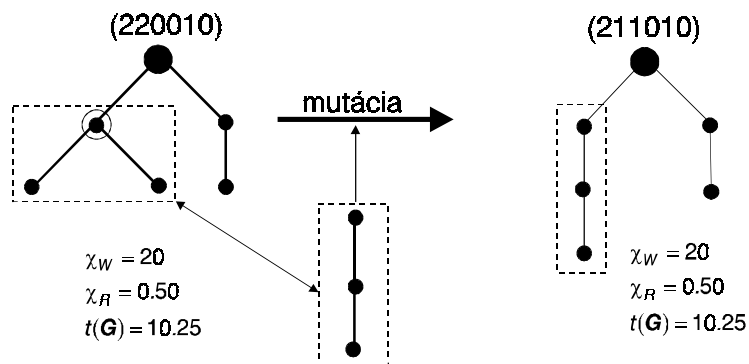 (220010)
(211010)
mutácia
χW = 20
χR = 0.50
t(G) = 10.25
χW = 20
χR = 0.50
t(G) = 10.25